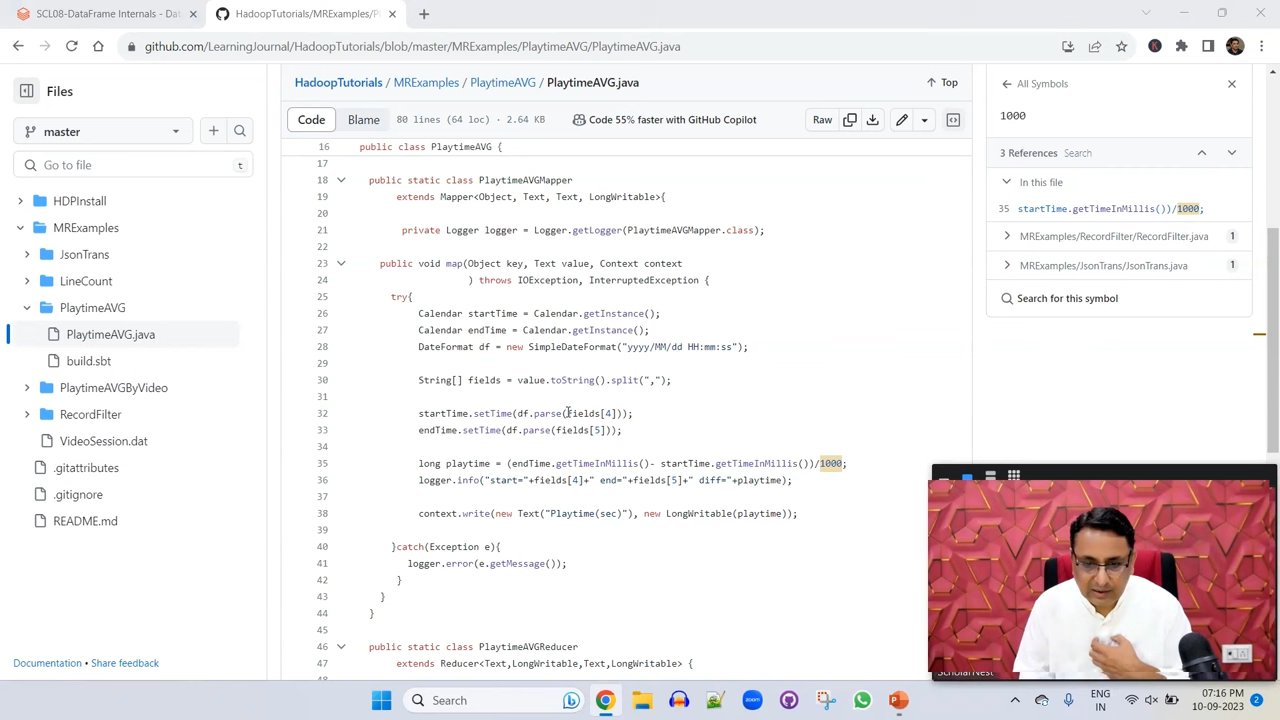 SCL08-DataFrame Internals - Dat
HadoopTutorials/MRExamples/Pl
github.com/LearningJournal/HadoopTutorials/blob/master/MRExamples/PlaytimeAVG/PlaytimeAVG.java
Files
master
Go to file
t
HDPInstall
MRExamples
JsonTrans
LineCount
PlaytimeAVG
PlaytimeAVG.java
build.sbt
PlaytimeAVGByVideo
RecordFilter
VideoSession.dat
.gitattributes
.gitignore
README.md
Documentation • Share feedback
HadoopTutorials / MRExamples / PlaytimeAVG / PlaytimeAVG.java
Top
Code
Blame
80 lines (64 loc) · 2.64 KB
Code 55% faster with GitHub Copilot
Raw
16 public class PlaytimeAVG {
17
18 public static class PlaytimeAVGMapper
19 extends Mapper<Object, Text, Text, LongWritable>{
20
21 private Logger logger = Logger.getLogger(PlaytimeAVGMapper.class);
22
23 public void map(Object key, Text value, Context context
24 ) throws IOException, InterruptedException {
25 try{
26 Calendar startTime = Calendar.getInstance();
27 Calendar endTime = Calendar.getInstance();
28 DateFormat df = new SimpleDateFormat("yyyy/MM/dd HH:mm:ss");
29
30 String[] fields = value.toString().split(",");
31
32 startTime.setTime(df.parse(fields[4]));
33 endTime.setTime(df.parse(fields[5]));
34
35 long playtime = (endTime.getTimeInMillis()- startTime.getTimeInMillis())/1000;
36 logger.info("start="+fields[4]+" end="+fields[5]+" diff="+playtime);
37
38 context.write(new Text("Playtime(sec)"), new LongWritable(playtime));
39
40 }catch(Exception e){
41 logger.error(e.getMessage());
42 }
43 }
44 }
45
46 public static class PlaytimeAVGReducer
47 extends Reducer<Text,LongWritable,Text,LongWritable> {
All Symbols
1000
3 References Search
In this file
35 startTime.getTimeInMillis())/1000;
MRExamples/RecordFilter/RecordFilter.java 1
MRExamples/JsonTrans/JsonTrans.java 1
Search for this symbol
ScholarNest
Search
ENG
IN
07:16 PM
10-09-2023
2